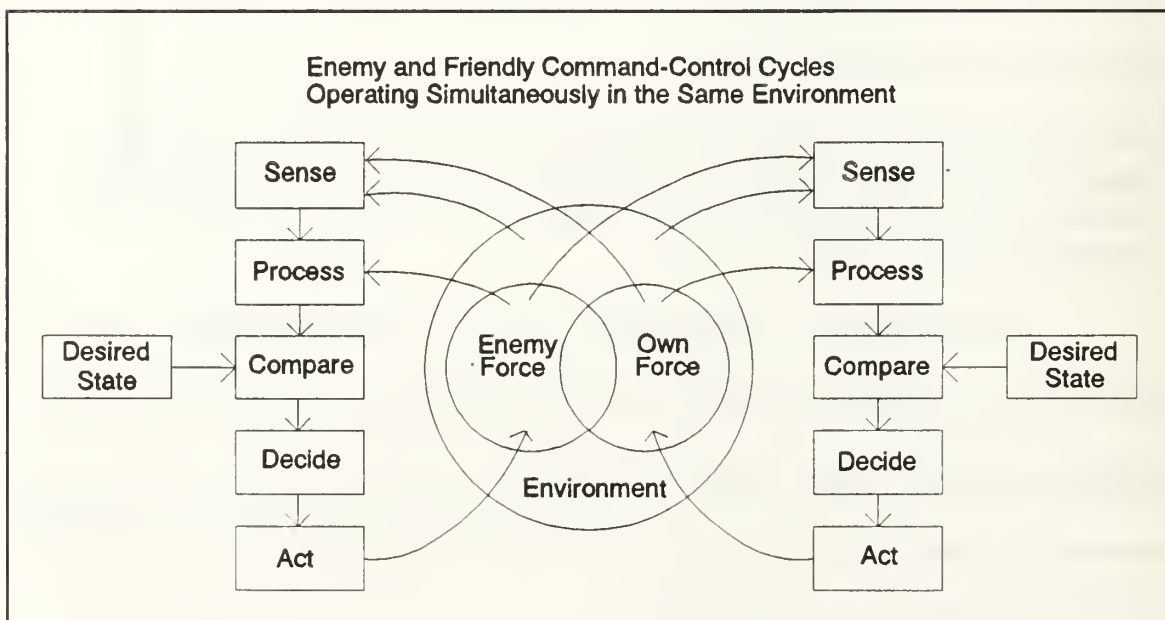 Enemy and Friendly Command-Control Cycles
Operating Simultaneously in the Same Environment
Sense
Process
Desired
State
Compare
Decide
Act
Enemy
Force
Own
Force
Environment
Sense
Process
Compare
Desired
State
Decide
Act